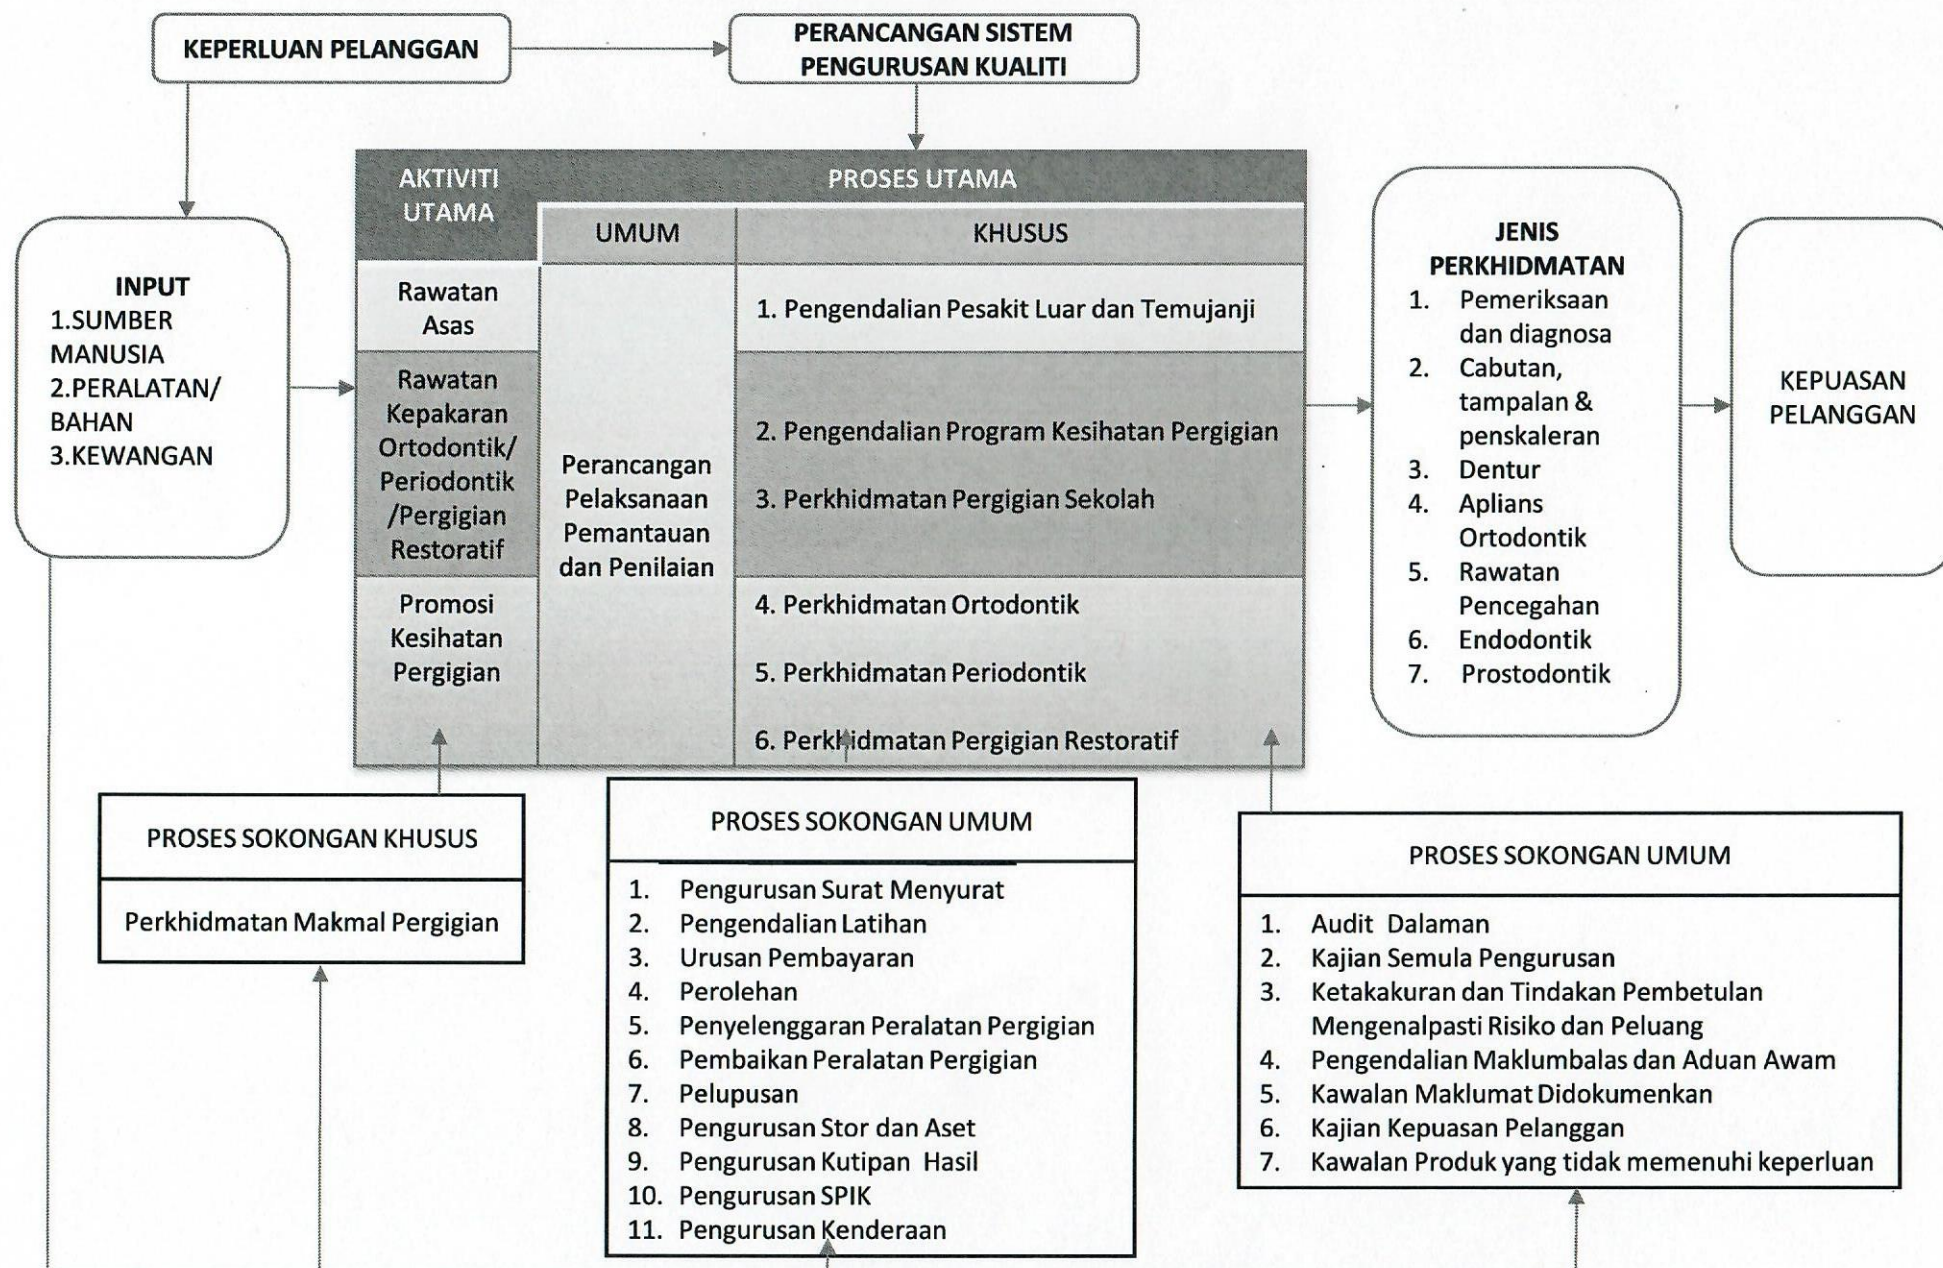 KEPERLUAN PELANGGAN
PERANCANGAN SISTEM
PENGURUSAN KUALITI
INPUT
1.SUMBER
MANUSIA
2.PERALATAN/
BAHAN
3.KEWANGAN
AKTIVITI
UTAMA
PROSES UTAMA
UMUM
KHUSUS
Rawatan
Asas
Rawatan
Kepakaran
Ortodontik/
Periodontik
/Pergigian
Restoratif
Promosi
Kesihatan
Pergigian
Perancangan
Pelaksanaan
Pemantauan
dan Penilaian
1. Pengendalian Pesakit Luar dan Temujanji
2. Pengendalian Program Kesihatan Pergigian
3. Perkhidmatan Pergigian Sekolah
4. Perkhidmatan Ortodontik
5. Perkhidmatan Periodontik
6. Perkhidmatan Pergigian Restoratif
JENIS
PERKHIDMATAN
1. Pemeriksaan
dan diagnosa
2. Cabutan,
tampalan &
penskaleran
3. Dentur
4. Aplians
Ortodontik
5. Rawatan
Pencegahan
6. Endodontik
7. Prostodontik
KEPUASAN
PELANGGAN
PROSES SOKONGAN KHUSUS
Perkhidmatan Makmal Pergigian
PROSES SOKONGAN UMUM
1. Pengurusan Surat Menyurat
2. Pengendalian Latihan
3. Urusan Pembayaran
4. Perolehan
5. Penyelenggaran Peralatan Pergigian
6. Pembaikan Peralatan Pergigian
7. Pelupusan
8. Pengurusan Stor dan Aset
9. Pengurusan Kutipan Hasil
10. Pengurusan SPIK
11. Pengurusan Kenderaan
PROSES SOKONGAN UMUM
1. Audit Dalaman
2. Kajian Semula Pengurusan
3. Ketakakuran dan Tindakan Pembetulan
Mengenalpasti Risiko dan Peluang
4. Pengendalian Maklumbalas dan Aduan Awam
5. Kawalan Maklumat Didokumenkan
6. Kajian Kepuasan Pelanggan
7. Kawalan Produk yang tidak memenuhi keperluan